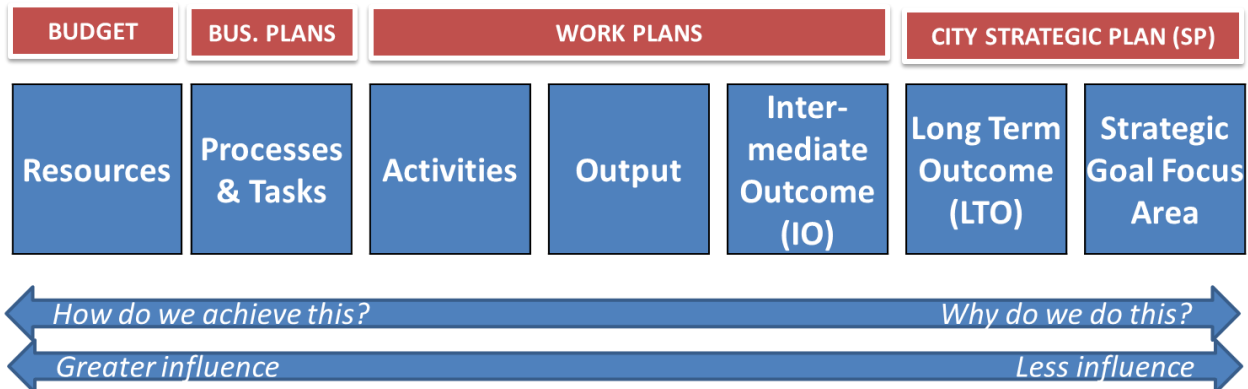 BUDGET
BUS. PLANS
WORK PLANS
CITY STRATEGIC PLAN (SP)
Resources
Processes
& Tasks
Activities
Output
Inter-
mediate
Outcome
(IO)
Long Term
Outcome
(LTO)
Strategic
Goal Focus
Area
How do we achieve this?
Why do we do this?
Greater influence
Less influence